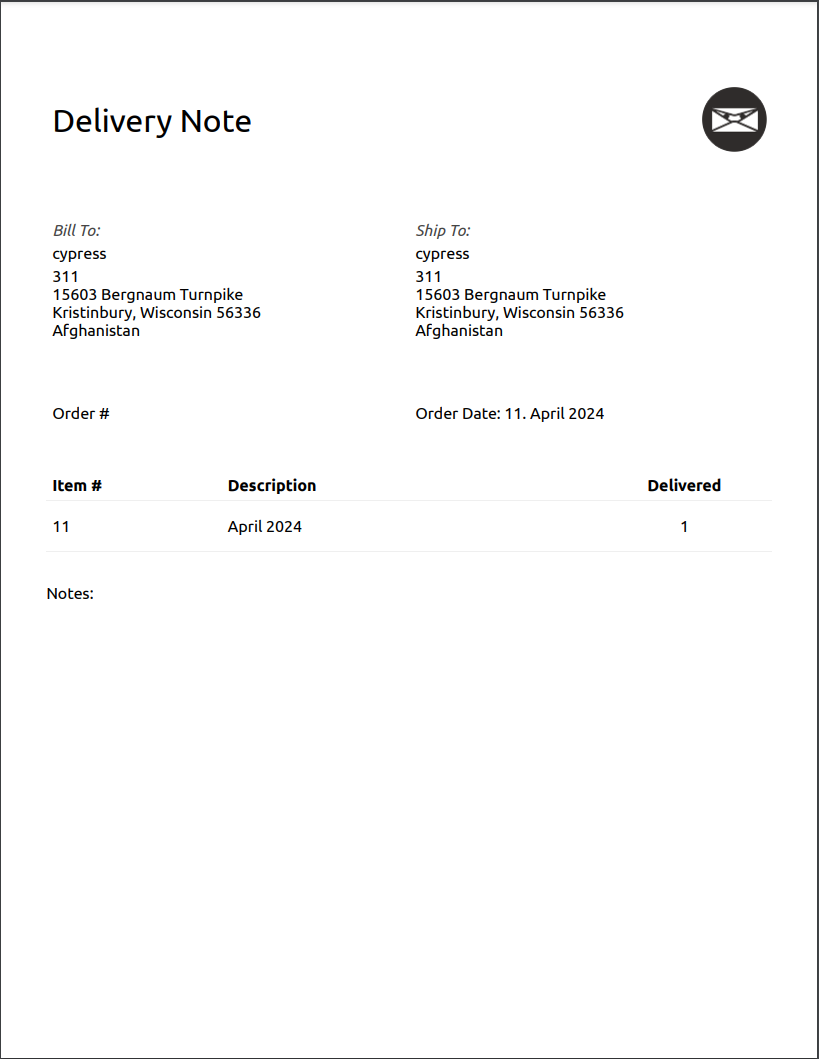 Delivery Note
Bill To:
cypress
311
15603 Bergnaum Turnpike
Kristinbury, Wisconsin 56336
Afghanistan
Ship To:
cypress
311
15603 Bergnaum Turnpike
Kristinbury, Wisconsin 56336
Afghanistan
Order #
Order Date: 11. April 2024
Item # Description Delivered
11 April 2024 1
Notes: